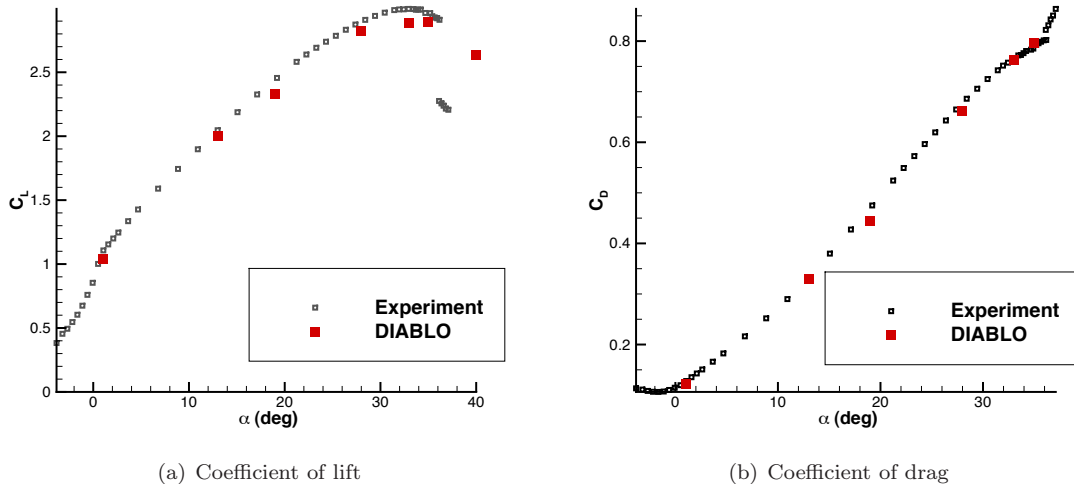 C_L
2.5
2
1.5
1
0.5
0
0
10
20
30
40
α (deg)
Experiment
DIABLO
(a) Coefficient of lift
C_D
0.8
0.6
0.4
0.2
0
10
20
30
α (deg)
Experiment
DIABLO
(b) Coefficient of drag